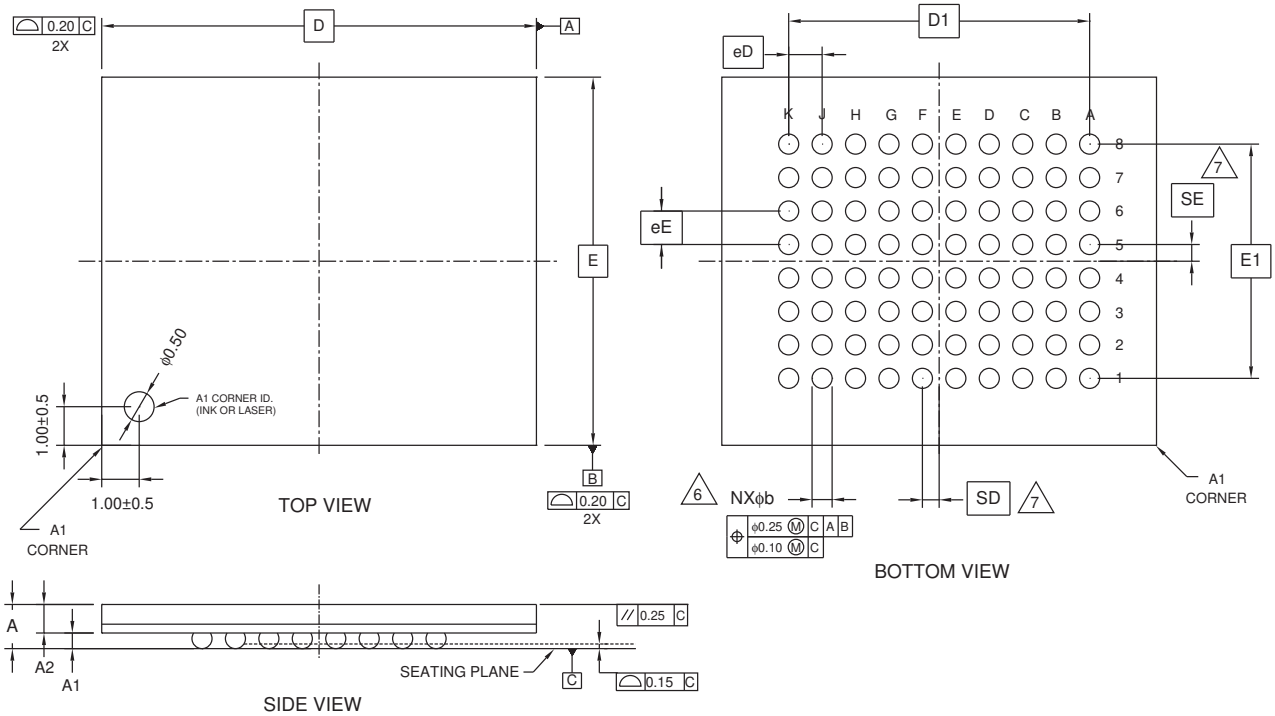 ⌓ 0.20 C
2X
D
A
E
B
⌓ 0.20 C
2X
φ0.50
A1 CORNER ID.
(INK OR LASER)
1.00±0.5
1.00±0.5
A1
CORNER
TOP VIEW
D1
eD
K J H G F E D C B A
8
7
6
5
4
3
2
1
7
SE
eE
E1
6
NXφb
⌖ φ0.25 Ⓜ C A B
φ0.10 Ⓜ C
SD
7
A1
CORNER
BOTTOM VIEW
A
A2
A1
// 0.25 C
SEATING PLANE
C
⌓ 0.15 C
SIDE VIEW